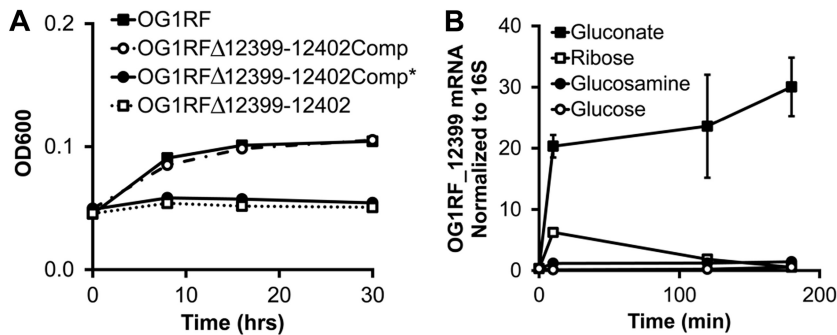 A
OD600
0.2
0.1
0.0
OG1RF
OG1RFΔ12399-12402Comp
OG1RFΔ12399-12402Comp*
OG1RFΔ12399-12402
0
10
20
30
Time (hrs)
B
OG1RF_12399 mRNA
Normalized to 16S
40
30
20
10
0
Gluconate
Ribose
Glucosamine
Glucose
0
100
200
Time (min)